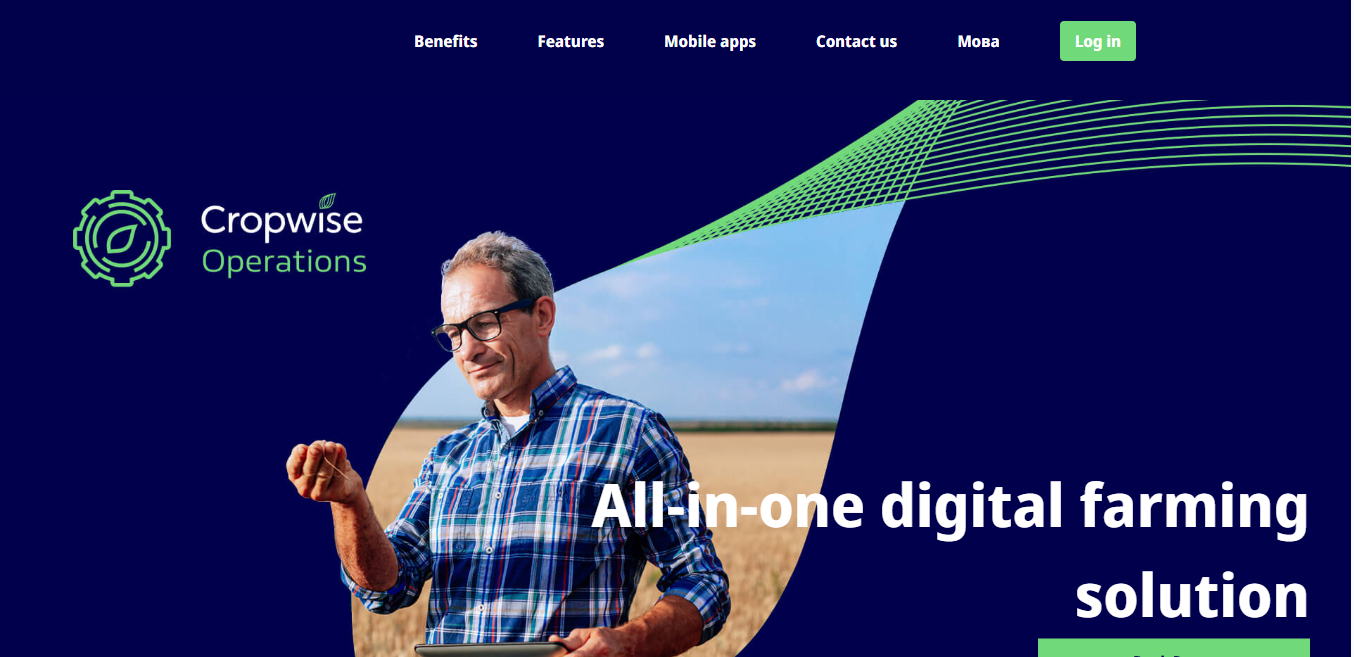 Benefits
Features
Mobile apps
Contact us
Мова
Log in
Cropwise
Operations
All-in-one digital farming
solution